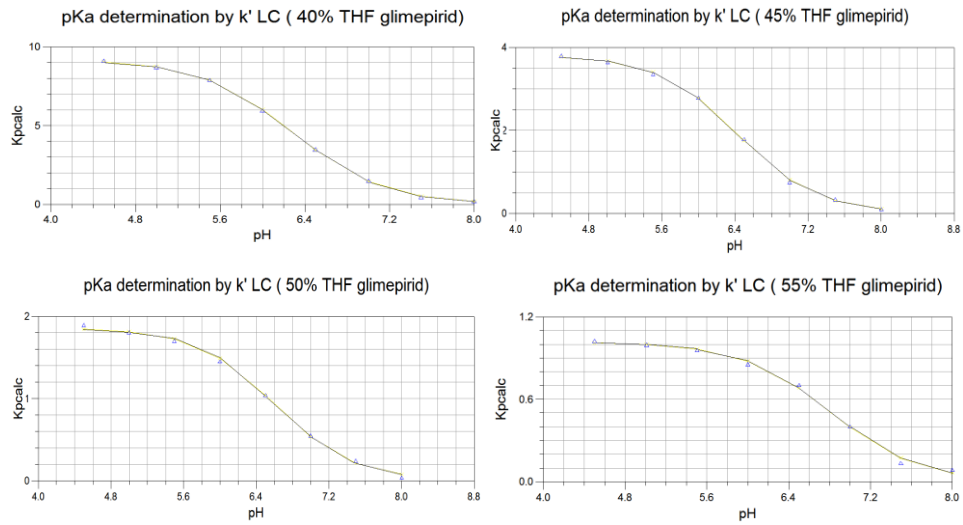 pKa determination by k' LC ( 40% THF glimepirid)
Kpcalc
10
5
0
4.0 4.8 5.6 6.4 7.2 8.0
pH
pKa determination by k' LC ( 45% THF glimepirid)
Kpcalc
4
2
0
4.0 4.8 5.6 6.4 7.2 8.0 8.8
pH
pKa determination by k' LC ( 50% THF glimepirid)
Kpcalc
2
1
0
4.0 4.8 5.6 6.4 7.2 8.0 8.8
pH
pKa determination by k' LC ( 55% THF glimepirid)
Kpcalc
1.2
0.6
0.0
4.0 4.8 5.6 6.4 7.2 8.0
pH